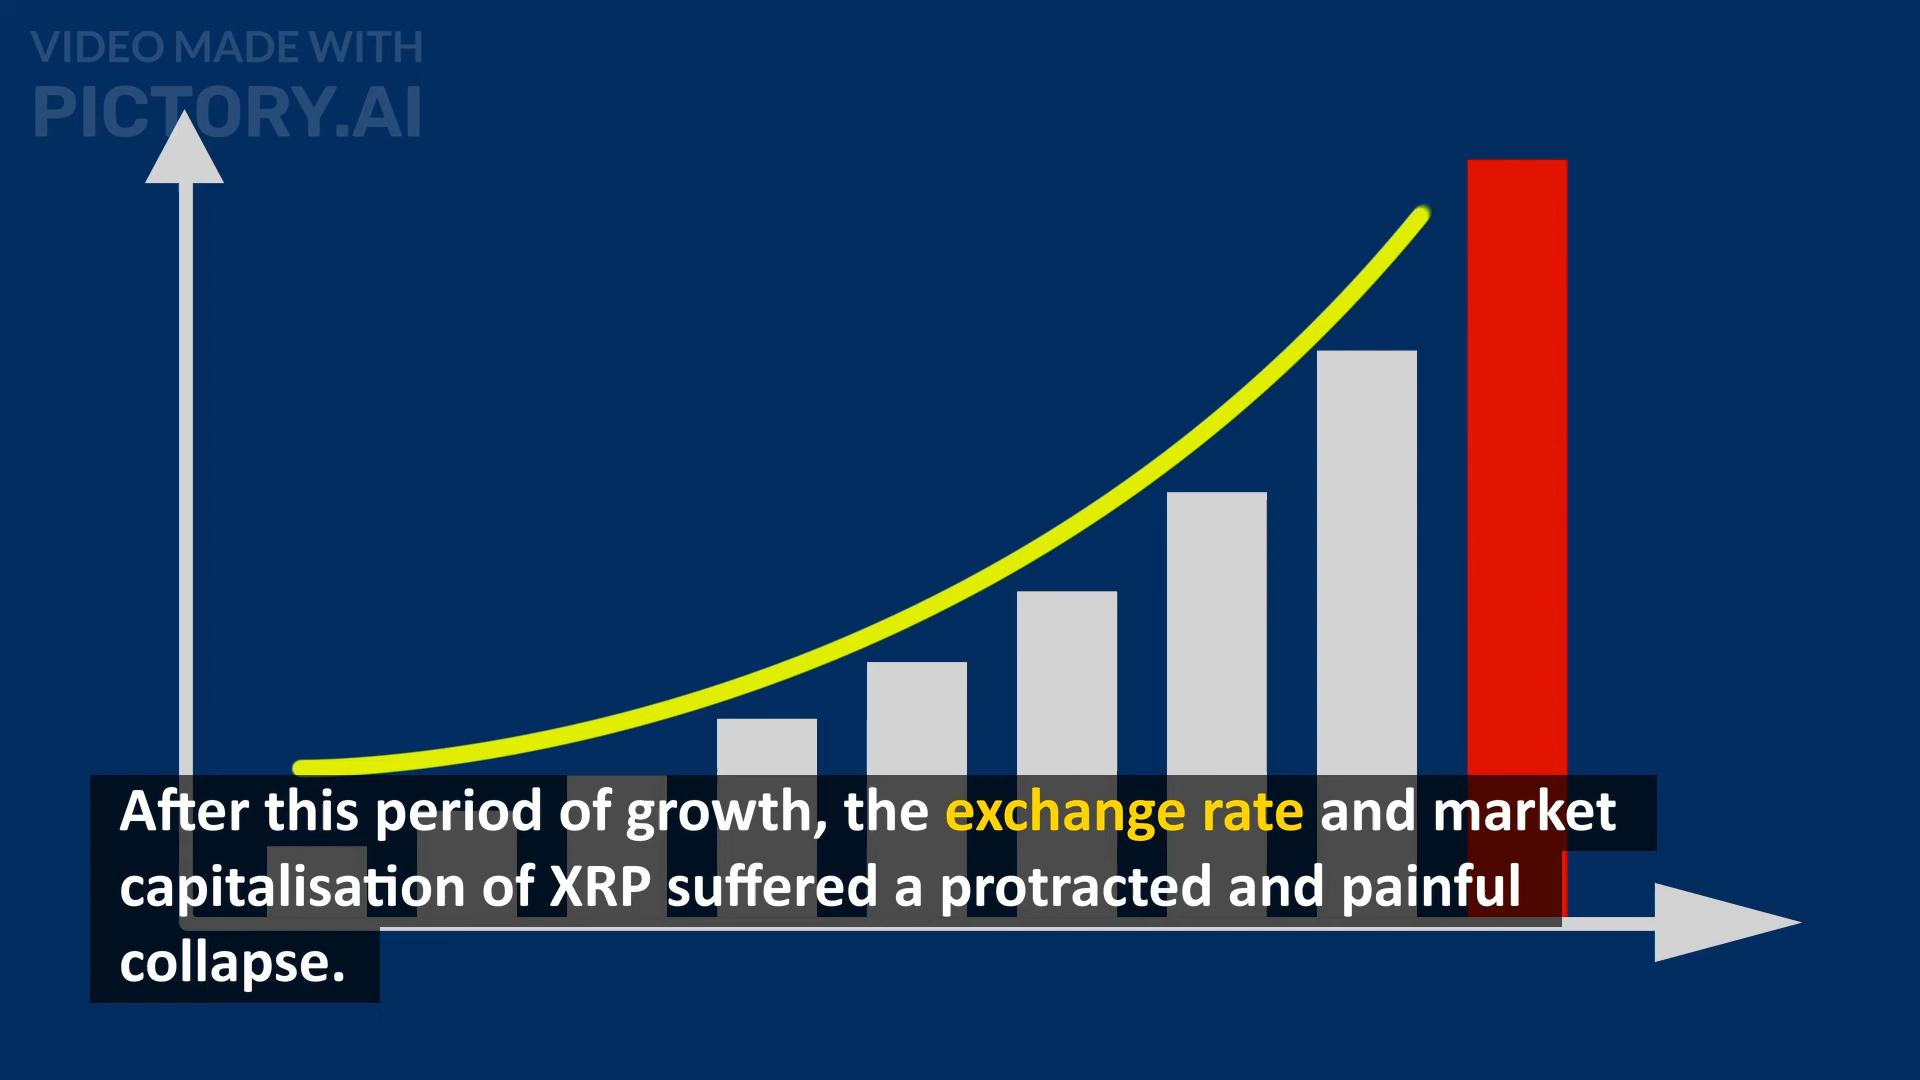 VIDEO MADE WITH
PICTORY.AI
After this period of growth, the exchange rate and market
capitalisation of XRP suffered a protracted and painful
collapse.